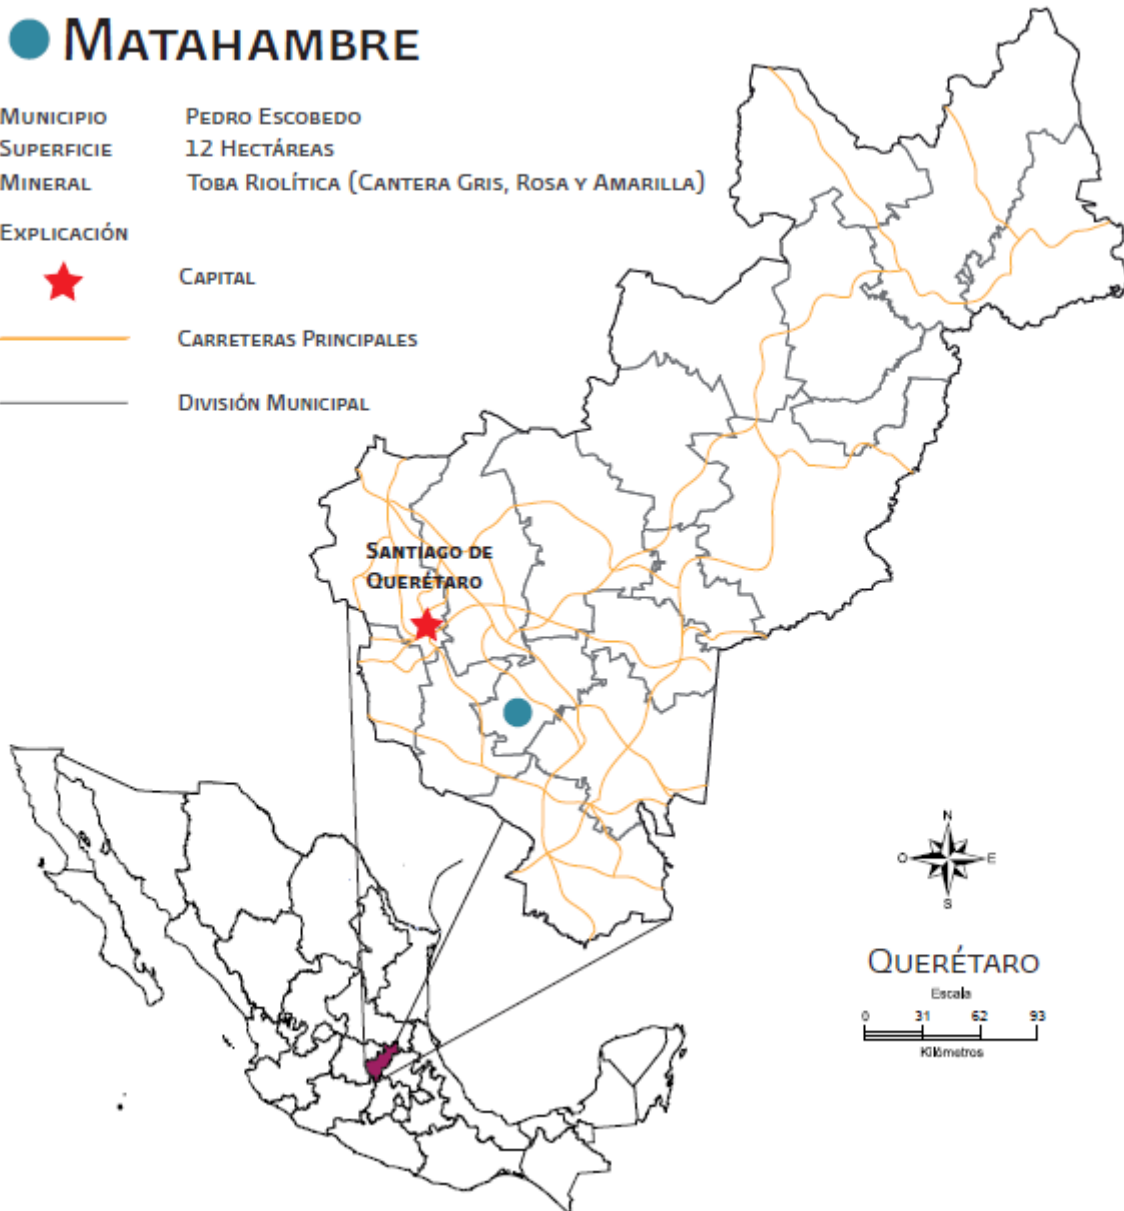 Matahambre
Municipio Pedro Escobedo
Superficie 12 Hectáreas
Mineral Toba Riolítica (Cantera Gris, Rosa y Amarilla)
Explicación
Capital
Carreteras Principales
División Municipal
Santiago de
Querétaro
N
O E
S
Querétaro
Escala
0 31 62 93
Kilómetros